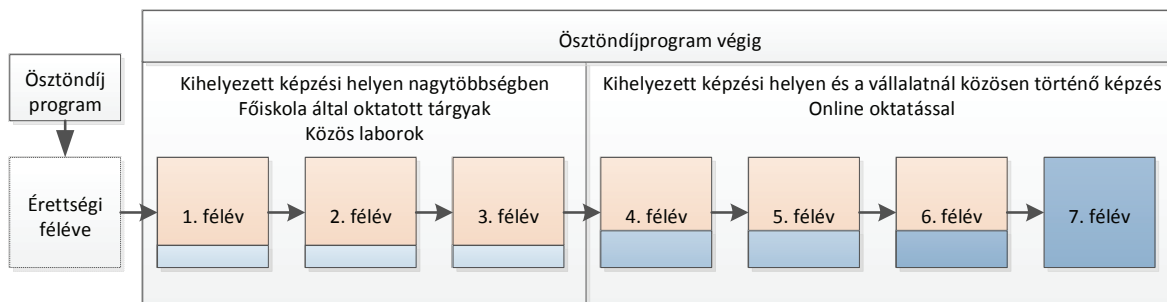 Ösztöndíjprogram végig
Ösztöndíj
program
Kihelyezett képzési helyen nagytöbbségben
Főiskola által oktatott tárgyak
Közös laborok
Kihelyezett képzési helyen és a vállalatnál közösen történő képzés
Online oktatással
Érettségi
féléve
1. félév
2. félév
3. félév
4. félév
5. félév
6. félév
7. félév